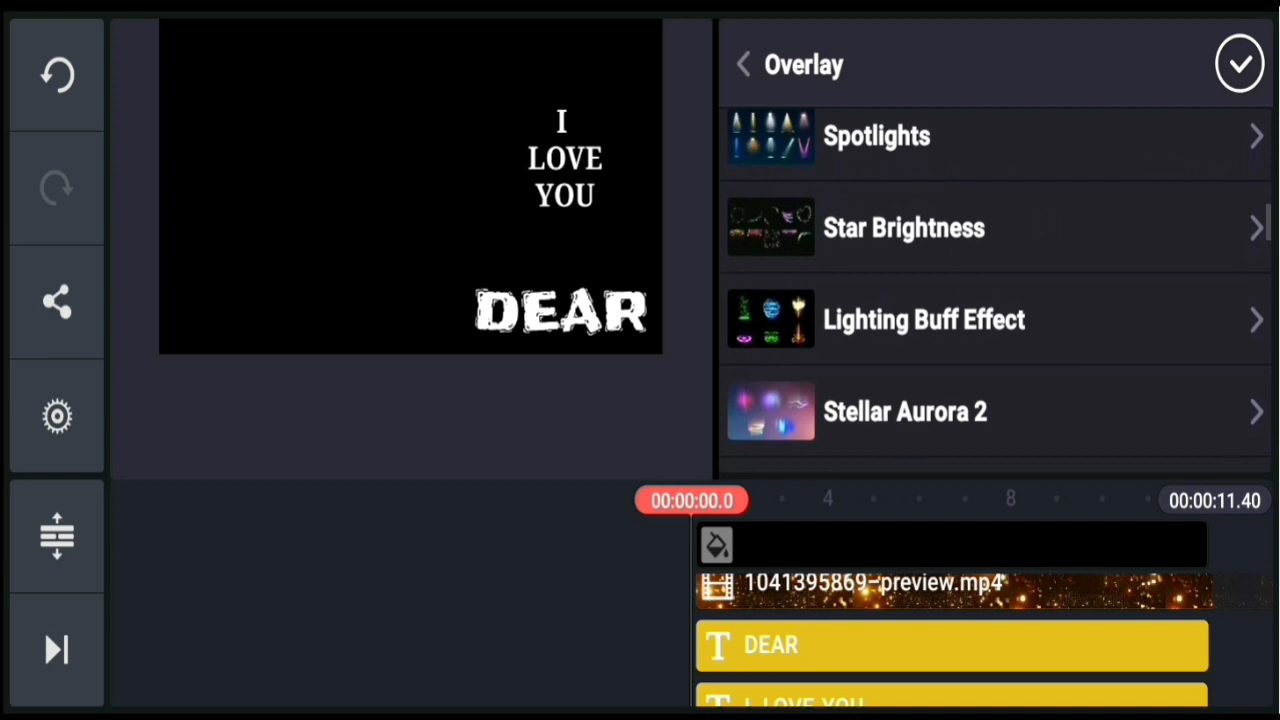 Overlay
I
LOVE
YOU
DEAR
Spotlights
Star Brightness
Lighting Buff Effect
Stellar Aurora 2
00:00:00.0
4
8
00:00:11.40
1041395869-preview.mp4
T DEAR
T I LOVE YOU